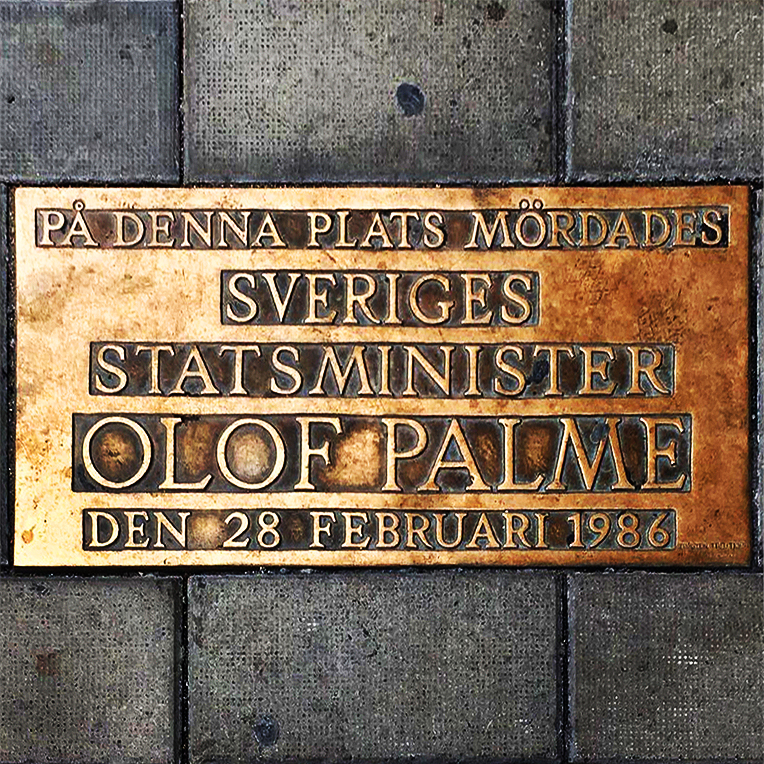 PÅ DENNA PLATS MÖRDADES
SVERIGES
STATSMINISTER
OLOF PALME
DEN 28 FEBRUARI 1986